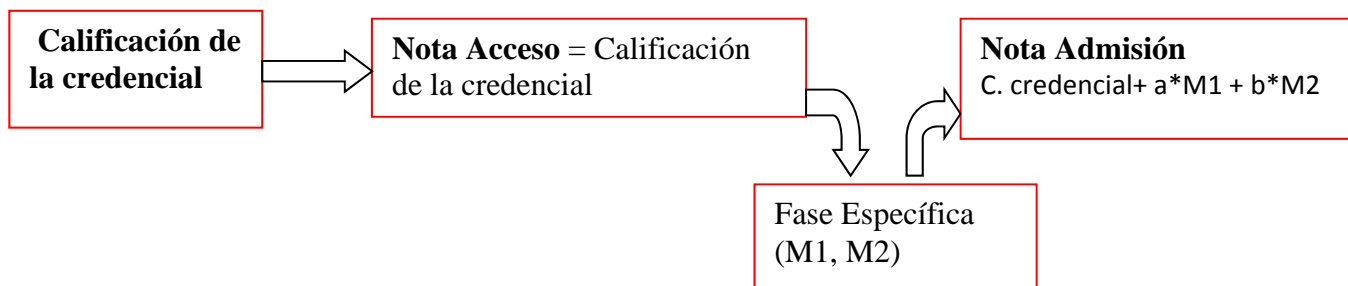 Calificación de
la credencial
Nota Acceso = Calificación
de la credencial
Nota Admisión
C. credencial+ a*M1 + b*M2
Fase Específica
(M1, M2)